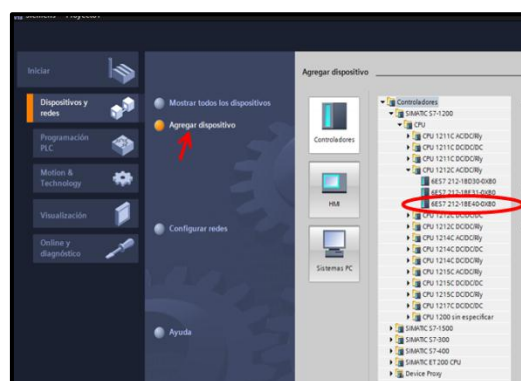 Siemens - Proyecto1
Iniciar
Dispositivos y
redes
Programación
PLC
Motion &
Technology
Visualización
Online y
diagnóstico
Mostrar todos los dispositivos
Agregar dispositivo
Configurar redes
Ayuda
Agregar dispositivo
Controladores
HMI
Sistemas PC
Controladores
SIMATIC S7-1200
CPU
CPU 1211C AC/DC/Rly
CPU 1211C DC/DC/DC
CPU 1211C DC/DC/Rly
CPU 1212C AC/DC/Rly
6ES7 212-1BD30-0XB0
6ES7 212-1BE31-0XB0
6ES7 212-1BE40-0XB0
CPU 1212C DC/DC/DC
CPU 1212C DC/DC/Rly
CPU 1214C AC/DC/Rly
CPU 1214C DC/DC/DC
CPU 1214C DC/DC/Rly
CPU 1215C AC/DC/Rly
CPU 1215C DC/DC/DC
CPU 1215C DC/DC/Rly
CPU 1217C DC/DC/DC
CPU 1200 sin especificar
SIMATIC S7-1500
SIMATIC S7-300
SIMATIC S7-400
SIMATIC ET 200 CPU
Device Proxy